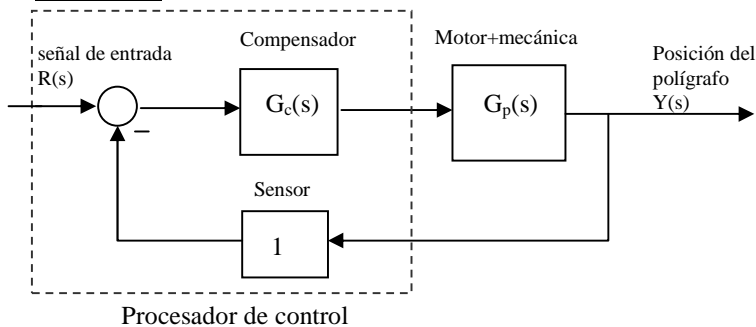 señal de entrada
R(s)
Compensador
G_c(s)
Motor+mecánica
G_p(s)
Posición del
polígrafo
Y(s)
−
Sensor
1
Procesador de control